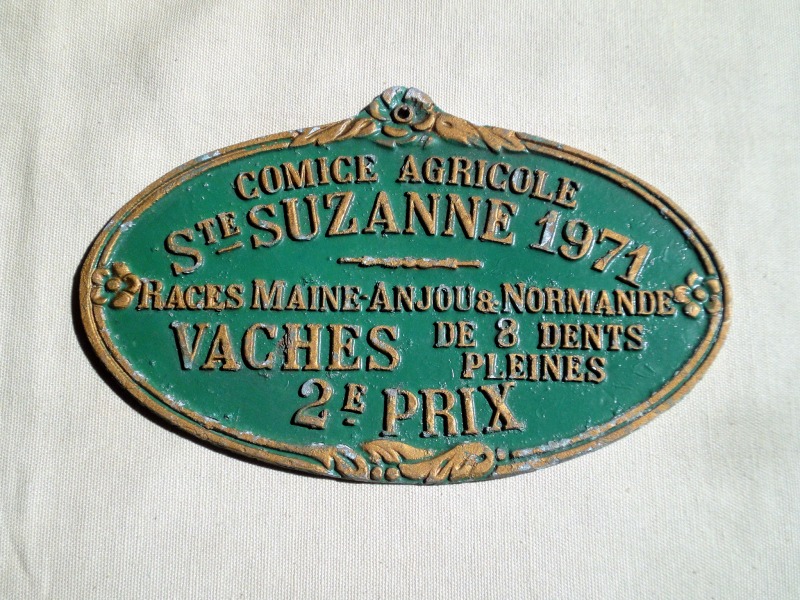 COMICE AGRICOLE
STE SUZANNE 1971
RACES MAINE-ANJOU & NORMANDE
VACHES DE 8 DENTS
PLEINES
2E PRIX